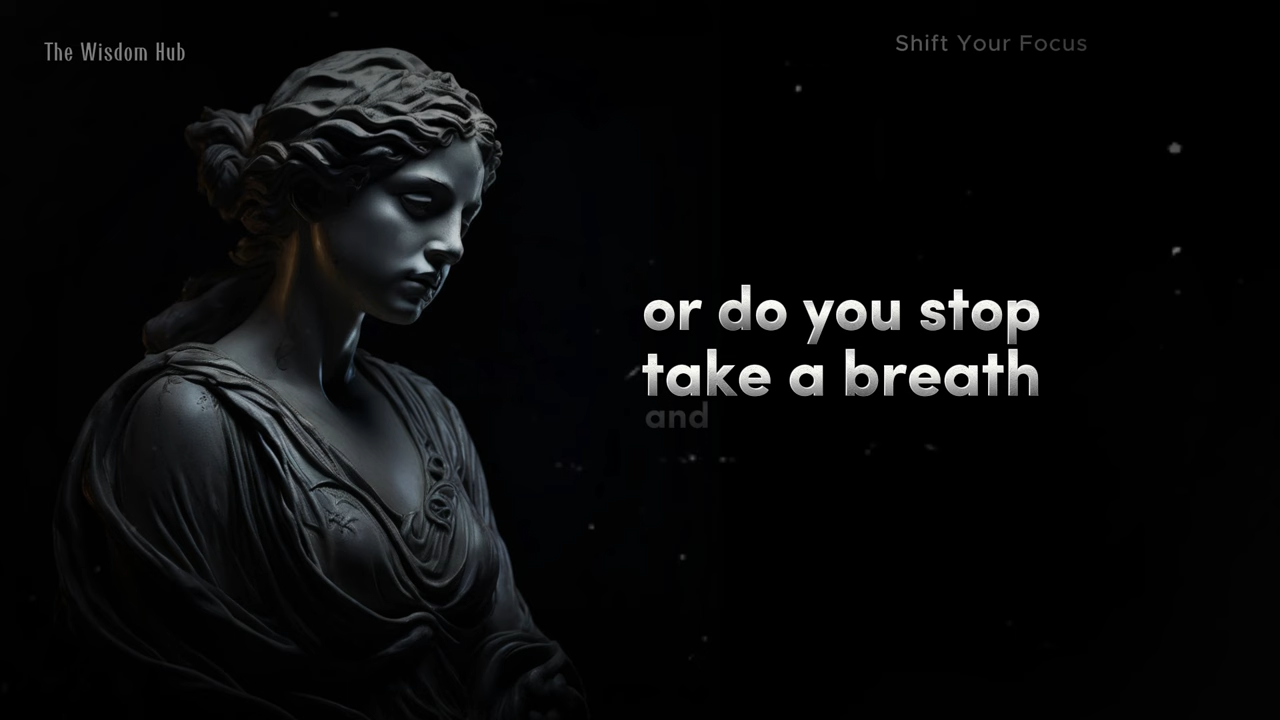 The Wisdom Hub
Shift Your Focus
or do you stop
take a breath
and